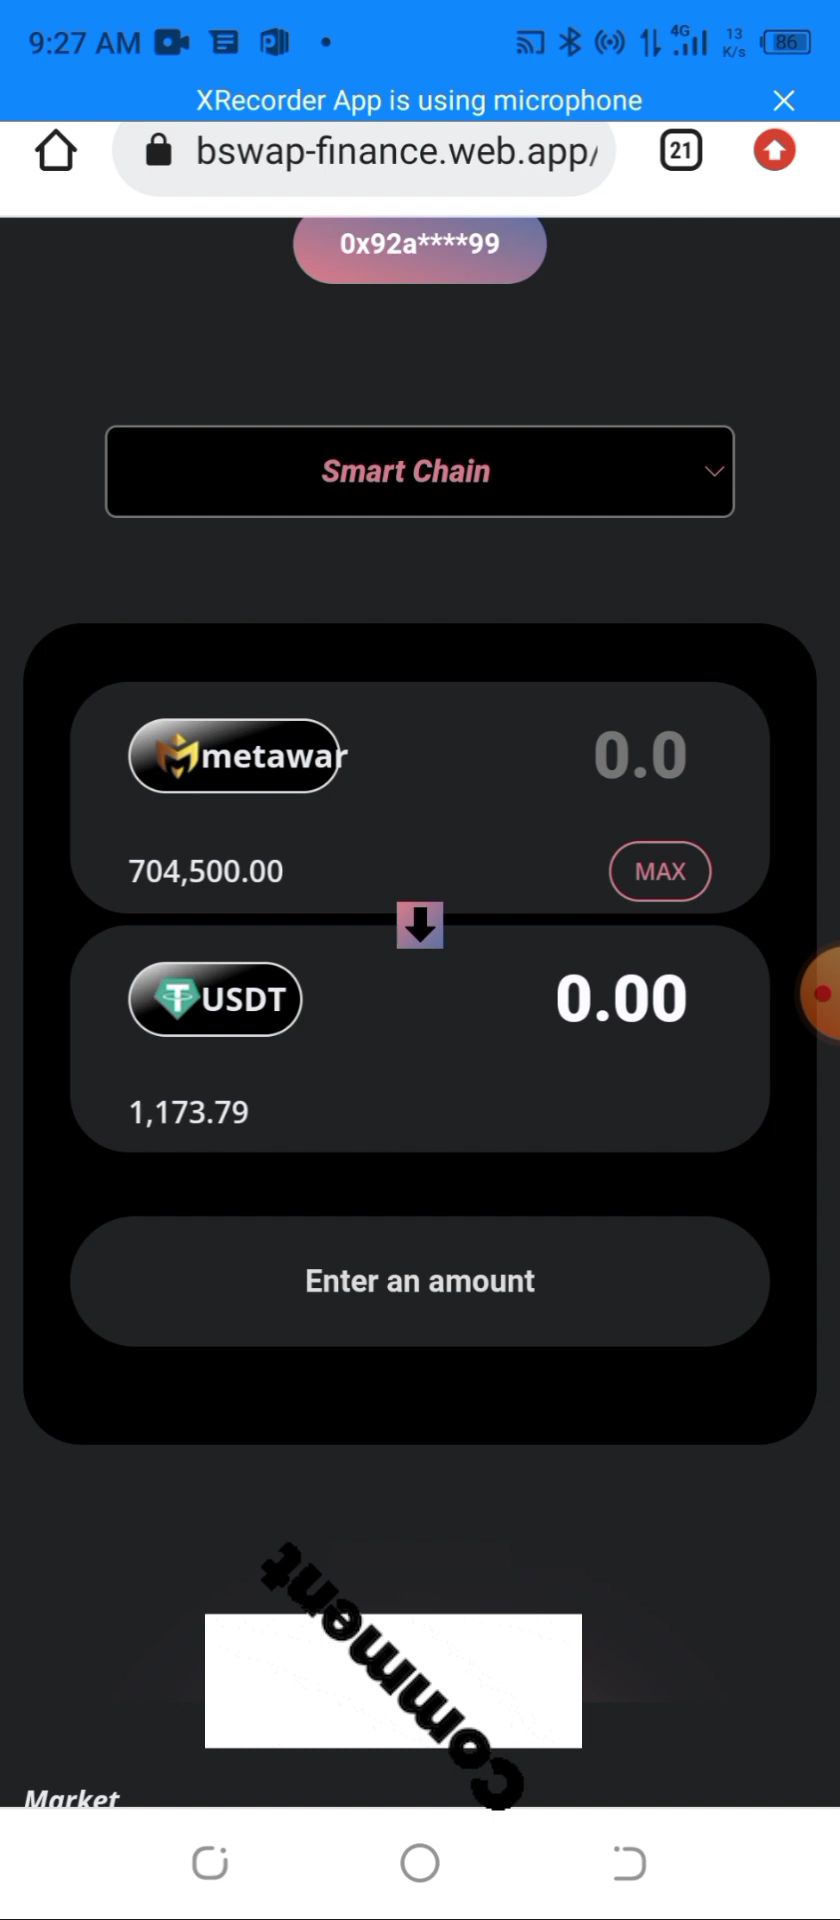 9:27 AM
4G
13
K/s
86
XRecorder App is using microphone
bswap-finance.web.app/
21
0x92a****99
Smart Chain
metawar
0.0
704,500.00
MAX
USDT
0.00
1,173.79
Enter an amount
Comment
Market